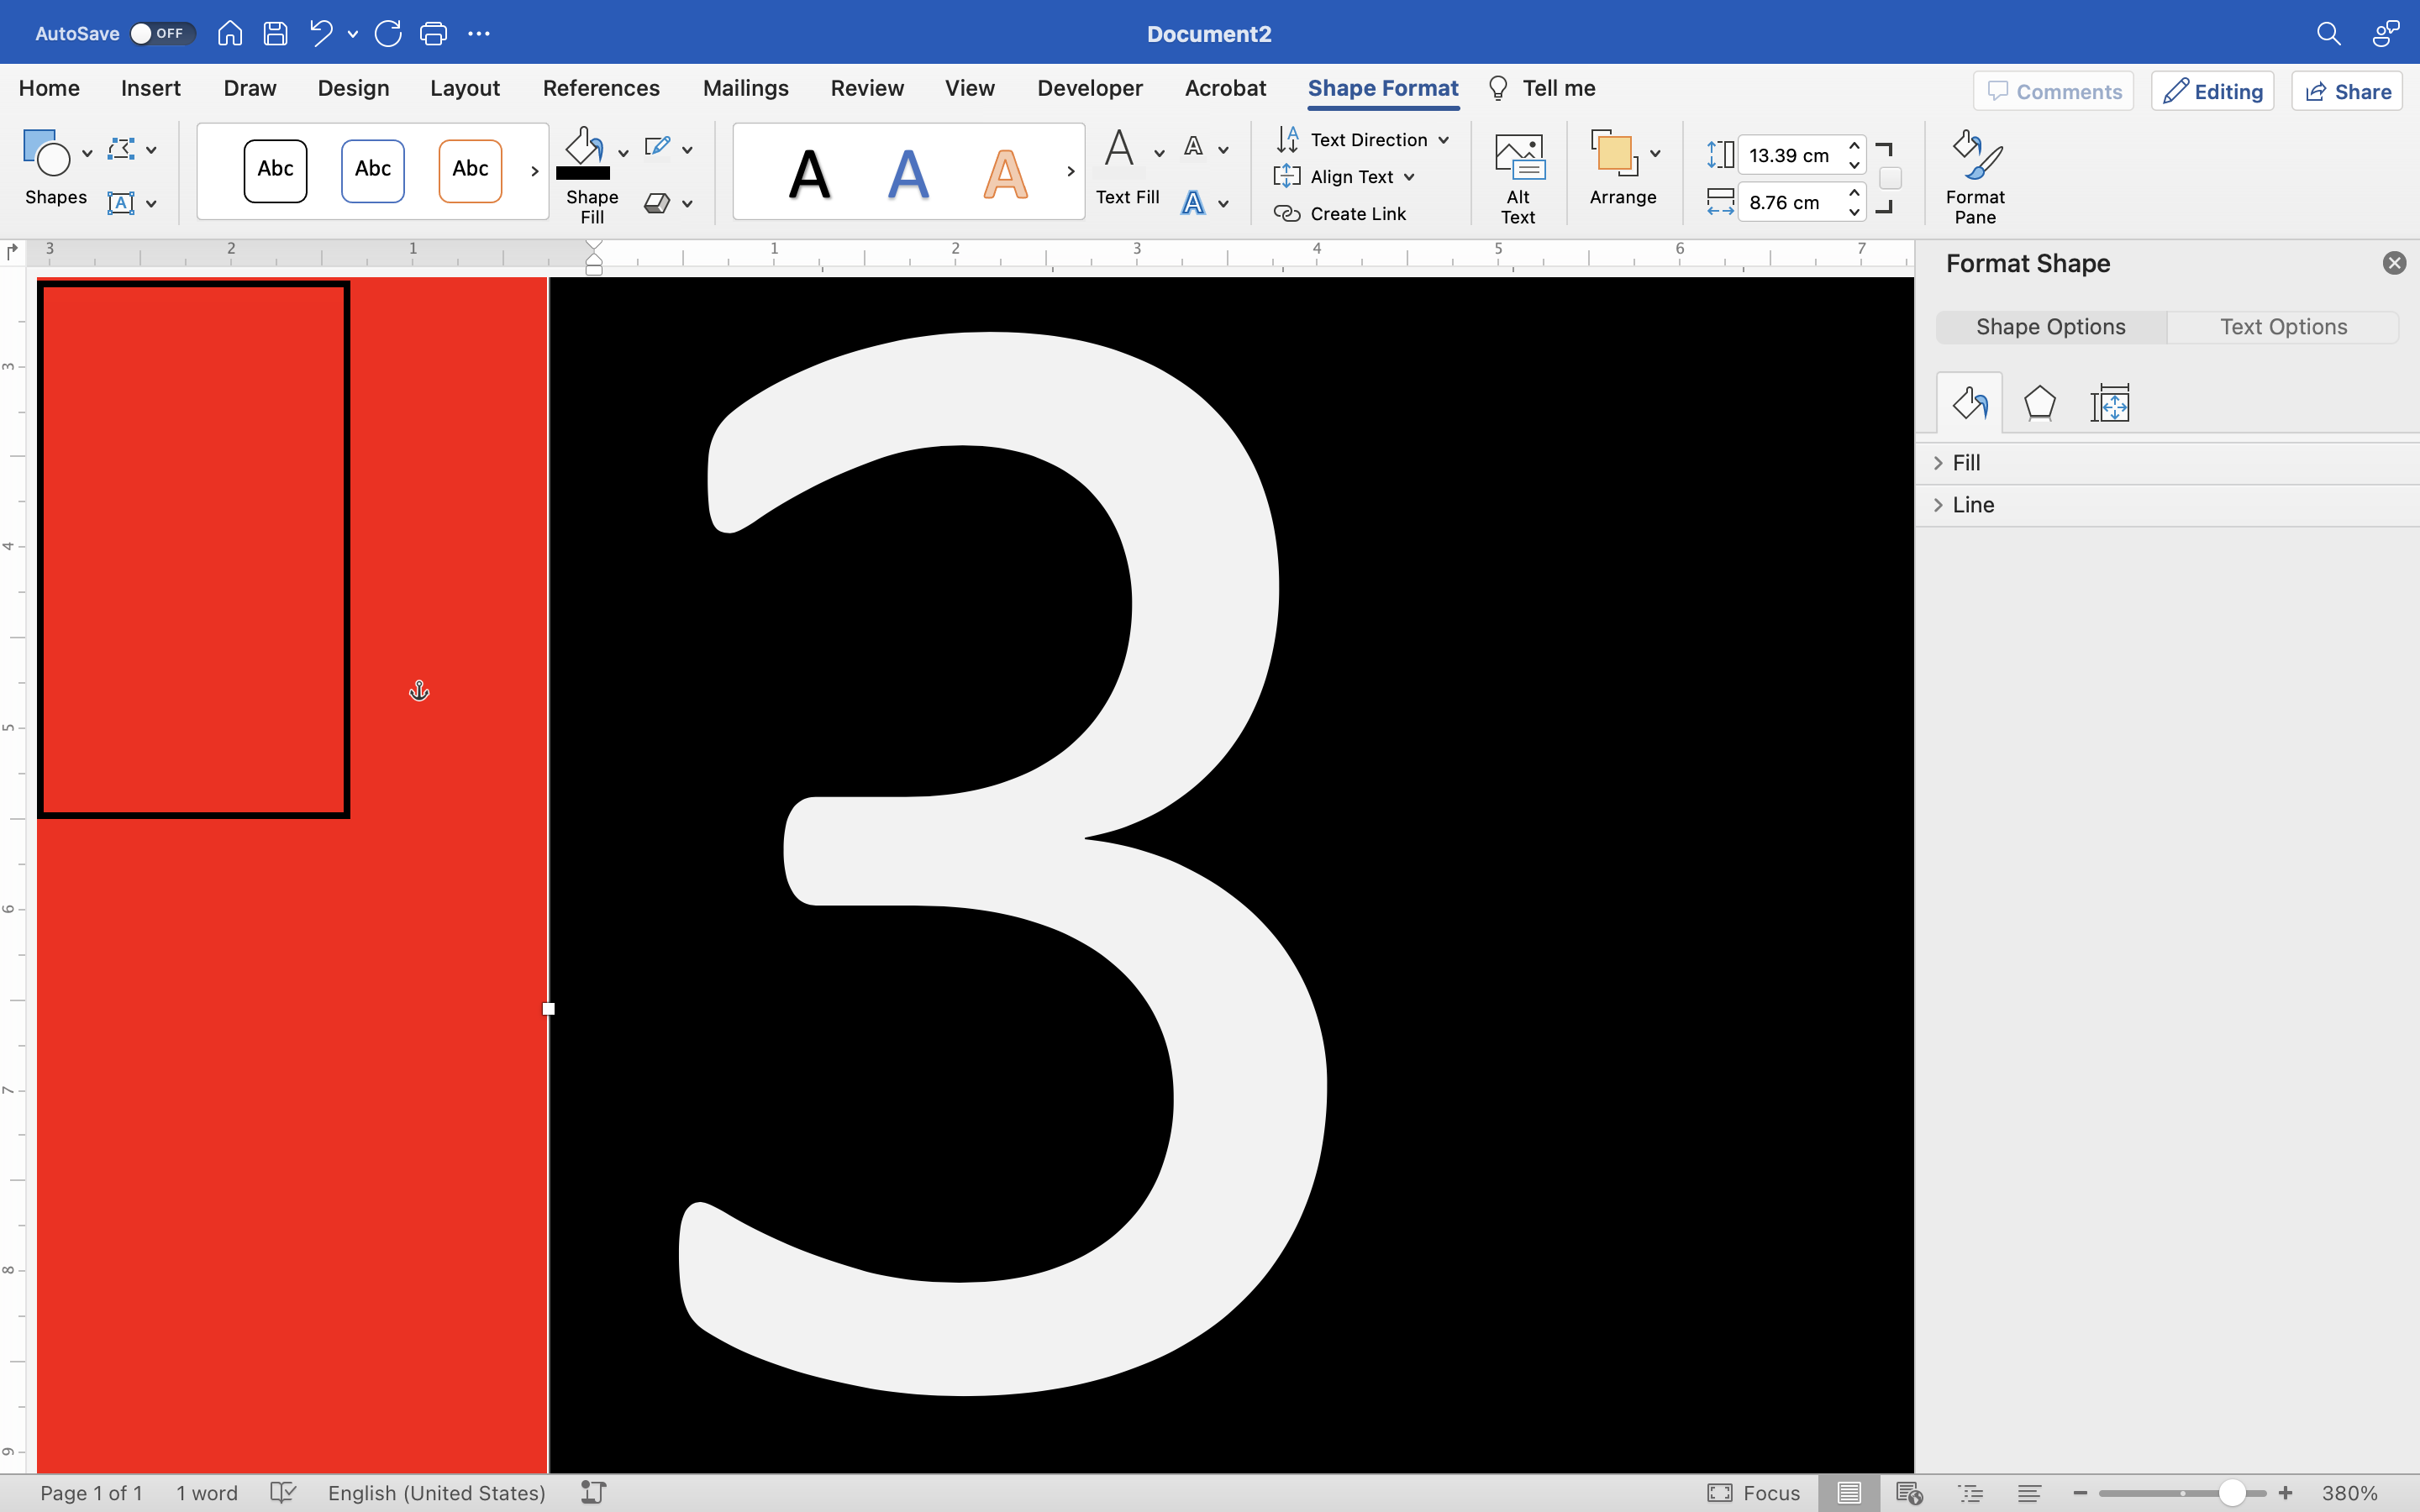 AutoSave OFF Document2
Home Insert Draw Design Layout References Mailings Review View Developer Acrobat Shape Format Tell me Comments Editing Share
Shapes
Abc Abc Abc
Shape
Fill
A A A
Text Fill
Text Direction
Align Text
Create Link
Alt
Text
Arrange
13.39 cm
8.76 cm
Format
Pane
3 2 1 1 2 3 4 5 6 7
Format Shape
Shape Options Text Options
Fill
Line
3
4
5
6
7
8
9
3
Page 1 of 1 1 word English (United States) Focus 380%